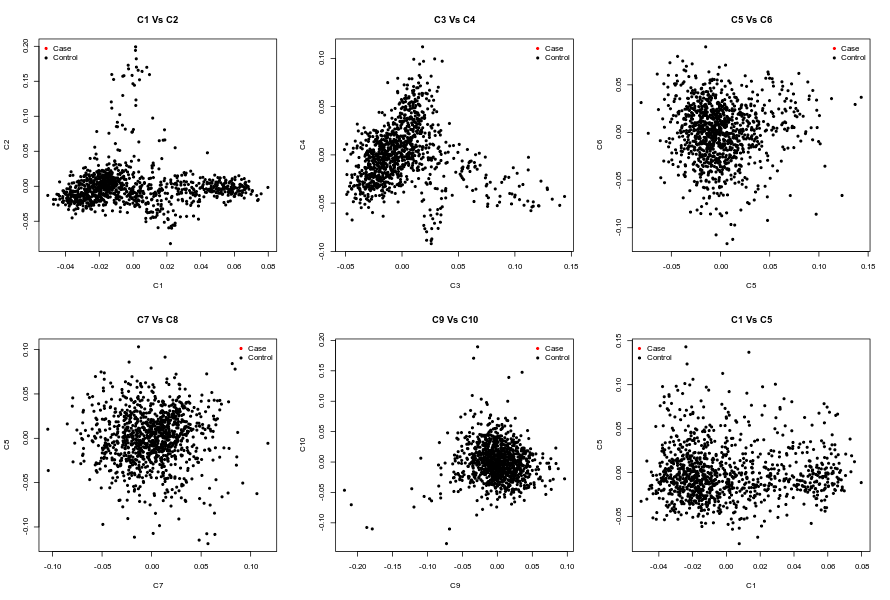 C1 Vs C2
Case
Control
C2
0.20
0.15
0.10
0.05
0.00
-0.05
-0.04
-0.02
0.00
0.02
0.04
0.06
0.08
C1
C3 Vs C4
Case
Control
C4
0.10
0.05
0.00
-0.05
-0.10
-0.05
0.00
0.05
0.10
0.15
C3
C5 Vs C6
Case
Control
C6
0.05
0.00
-0.05
-0.10
-0.05
0.00
0.05
0.10
0.15
C5
C7 Vs C8
Case
Control
C8
0.10
0.05
0.00
-0.05
-0.10
-0.10
-0.05
0.00
0.05
0.10
C7
C9 Vs C10
Case
Control
C10
0.20
0.15
0.10
0.05
0.00
-0.05
-0.10
-0.20
-0.15
-0.10
-0.05
0.00
0.05
0.10
C9
C1 Vs C5
Case
Control
C5
0.15
0.10
0.05
0.00
-0.05
-0.04
-0.02
0.00
0.02
0.04
0.06
0.08
C1